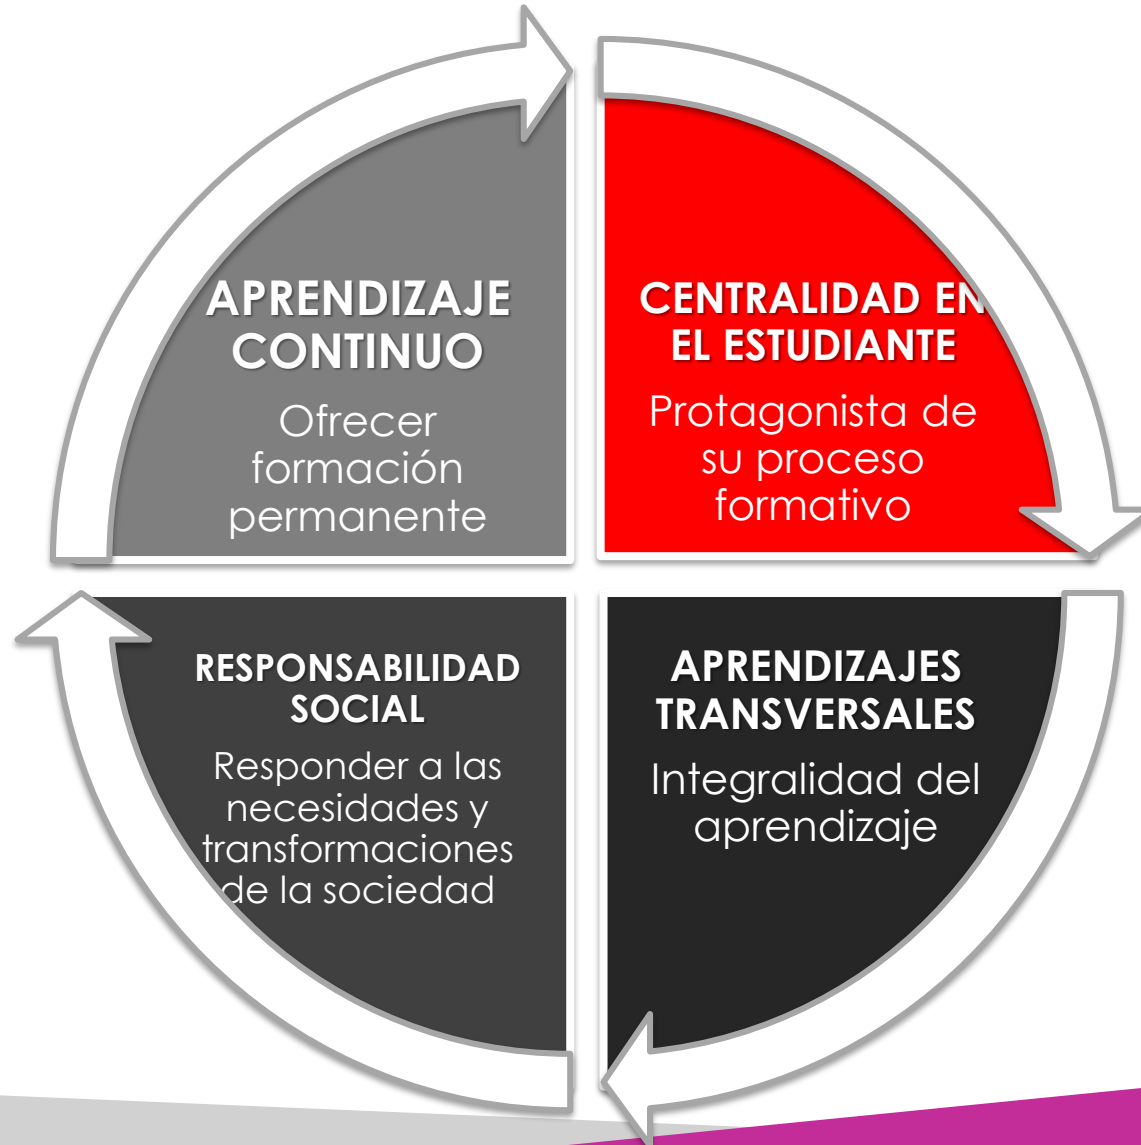 APRENDIZAJE
CONTINUO
Ofrecer
formación
permanente
CENTRALIDAD EN
EL ESTUDIANTE
Protagonista de
su proceso
formativo
RESPONSABILIDAD
SOCIAL
Responder a las
necesidades y
transformaciones
de la sociedad
APRENDIZAJES
TRANSVERSALES
Integralidad del
aprendizaje